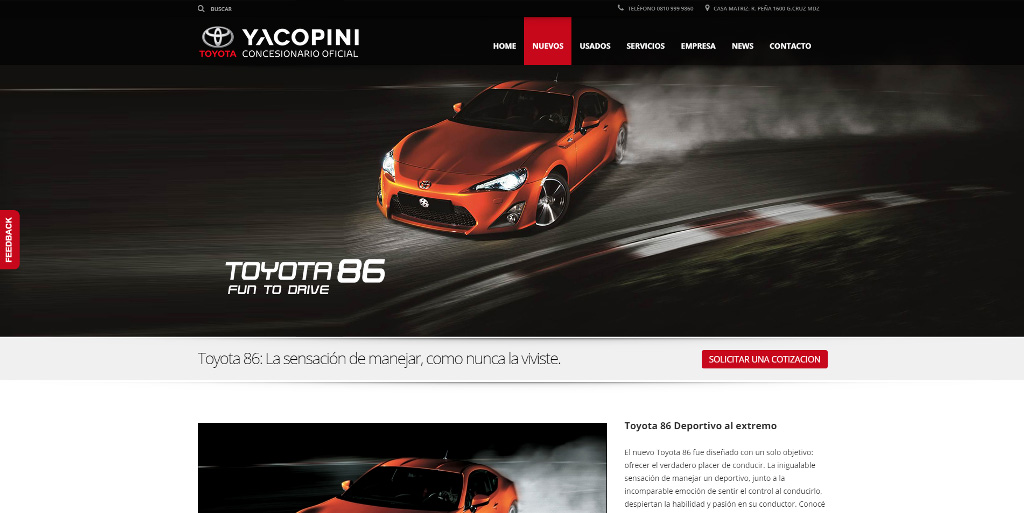 BUSCAR
TELÉFONO 0810 999 9360
CASA MATRIZ: R. PEÑA 1600 G.CRUZ MDZ
YACOPINI
TOYOTA CONCESIONARIO OFICIAL
HOME NUEVOS USADOS SERVICIOS EMPRESA NEWS CONTACTO
FEEDBACK
TOYOTA 86
FUN TO DRIVE
Toyota 86: La sensación de manejar, como nunca la viviste.
SOLICITAR UNA COTIZACION
Toyota 86 Deportivo al extremo
El nuevo Toyota 86 fue diseñado con un solo objetivo:
ofrecer el verdadero placer de conducir. La inigualable
sensación de manejar un deportivo, junto a la
incomparable emoción de sentir el control al conducirlo,
despiertan la habilidad y pasión en su conductor. Conocé